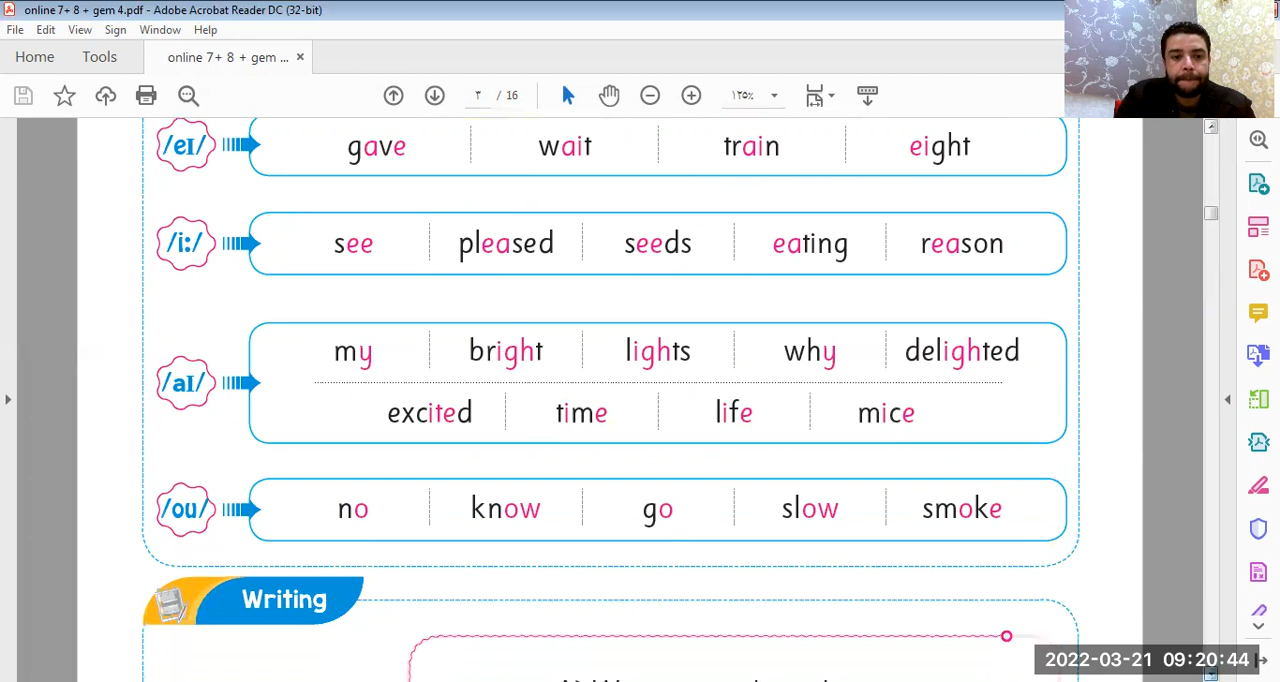 online 7+ 8 + gem 4.pdf - Adobe Acrobat Reader DC (32-bit)
File Edit View Sign Window Help
Home Tools online 7+ 8 + gem ... ×
٣ / 16 ١٢٥%
/eɪ/ gave wait train eight
/i:/ see pleased seeds eating reason
/aɪ/ my bright lights why delighted
excited time life mice
/ou/ no know go slow smoke
Writing
2022-03-21 09:20:44